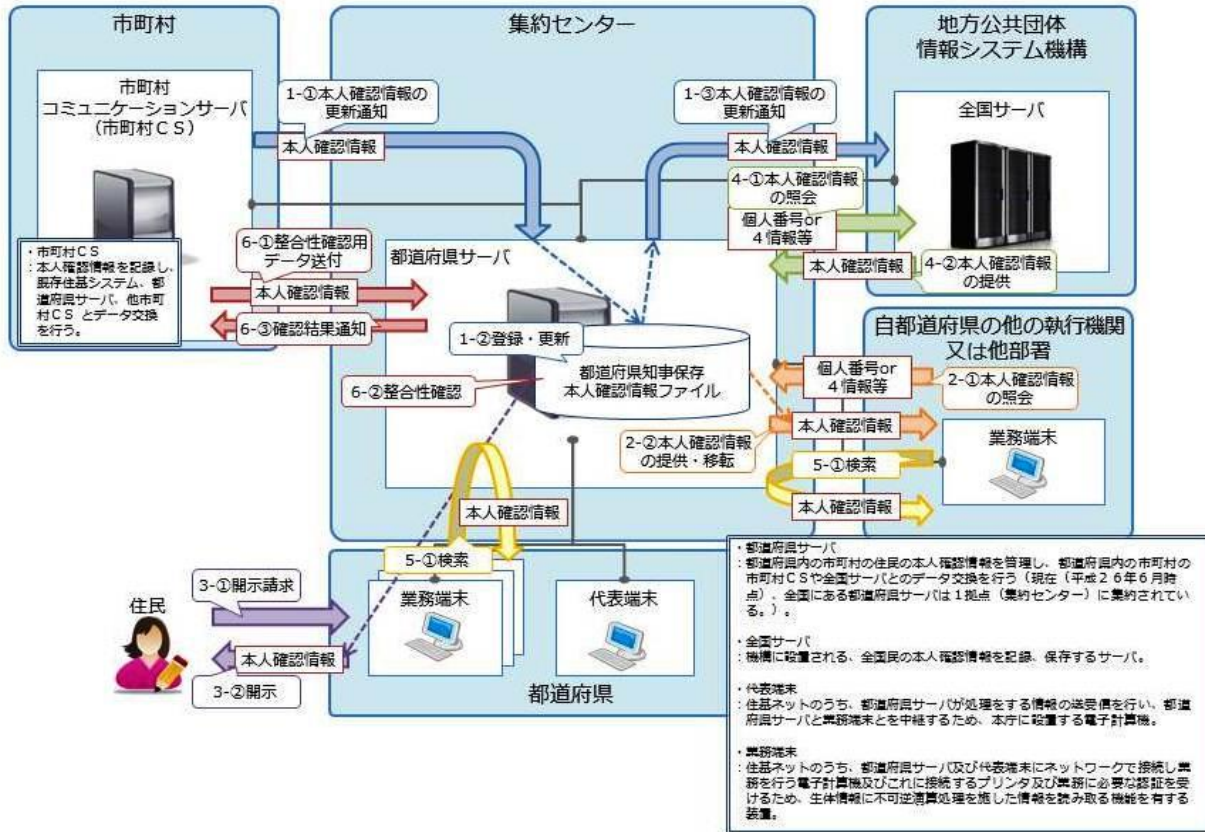 市町村
市町村
コミュニケーションサーバ
(市町村CS)
・市町村CS
:本人確認情報を記録し、
既存住基システム、都
道府県サーバ、他市町
村CS とデータ交換
を行う。
集約センター
1-①本人確認情報の
更新通知
本人確認情報
1-③本人確認情報の
更新通知
本人確認情報
4-①本人確認情報
の照会
個人番号or
4情報等
本人確認情報
4-②本人確認情報
の提供
6-①整合性確認用
データ送付
本人確認情報
6-③確認結果通知
都道府県サーバ
1-②登録・更新
6-②整合性確認
都道府県知事保存
本人確認情報ファイル
地方公共団体
情報システム機構
全国サーバ
自都道府県の他の執行機関
又は他部署
個人番号or
4情報等
2-①本人確認情報
の照会
本人確認情報
2-②本人確認情報
の提供・移転
業務端末
5-①検索
本人確認情報
本人確認情報
5-①検索
業務端末
代表端末
都道府県
住民
3-①開示請求
本人確認情報
3-②開示
・都道府県サーバ
:都道府県内の市町村の住民の本人確認情報を管理し、都道府県内の市町村の
市町村CSや全国サーバとのデータ交換を行う(現在(平成26年6月時
点)、全国にある都道府県サーバは1拠点(集約センター)に集約されてい
る。)。
・全国サーバ
:機構に設置される、全国民の本人確認情報を記録、保存するサーバ。
・代表端末
:住基ネットのうち、都道府県サーバが処理をする情報の送受信を行い、都道
府県サーバと業務端末とを中継するため、本庁に設置する電子計算機。
・業務端末
:住基ネットのうち、都道府県サーバ及び代表端末にネットワークで接続し業
務を行う電子計算機及びこれに接続するプリンタ及び業務に必要な認証を受
けるため、生体情報に不可逆演算処理を施した情報を読み取る機能を有する
装置。